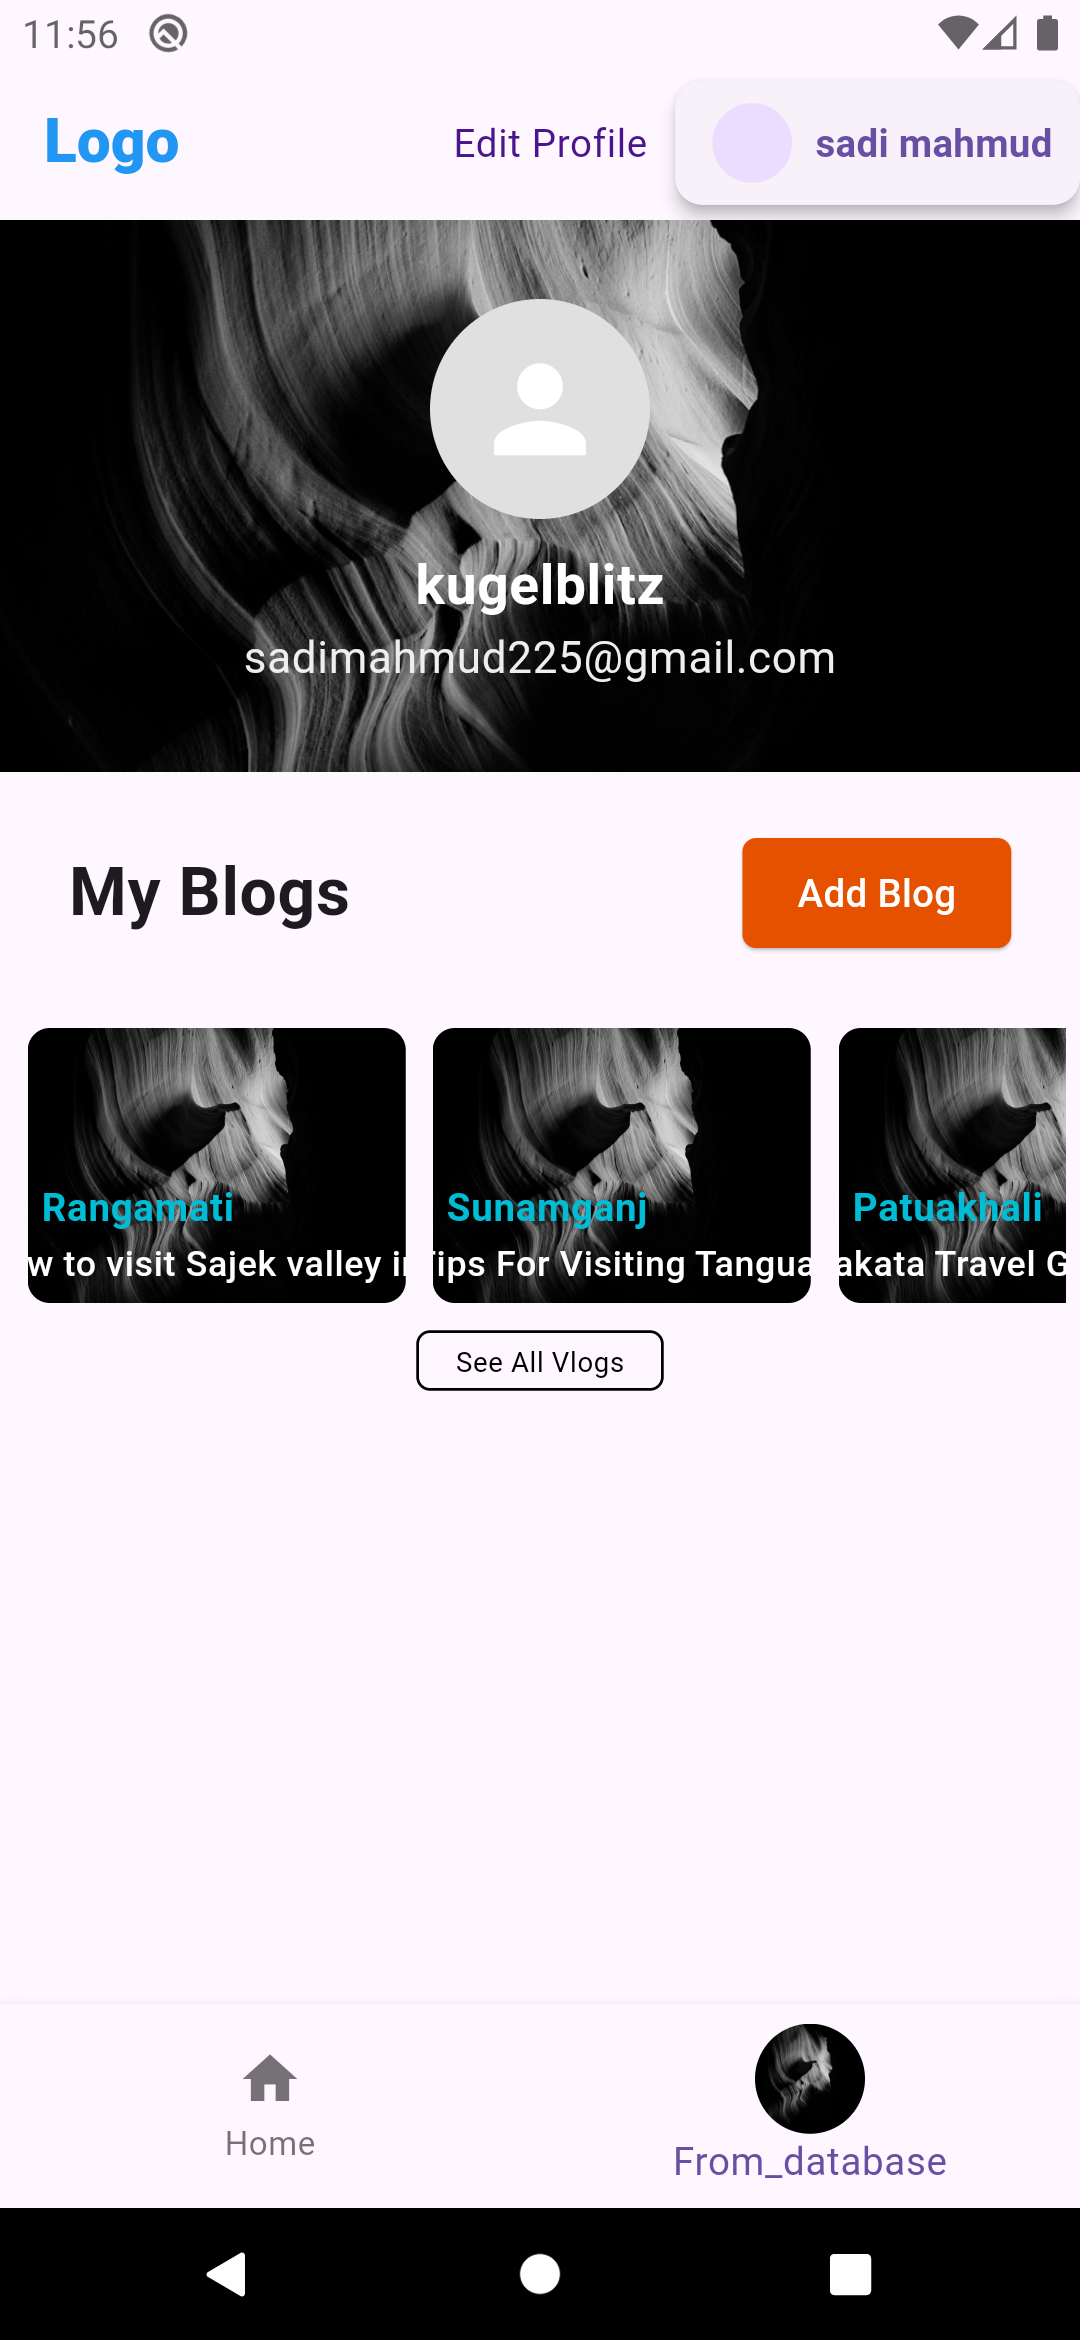 11:56
Logo
Edit Profile
sadi mahmud
kugelblitz
sadimahmud225@gmail.com
My Blogs
Add Blog
Rangamati
Sunamganj
Patuakhali
w to visit Sajek valley i
Tips For Visiting Tangua
akata Travel G
See All Vlogs
Home
From_database